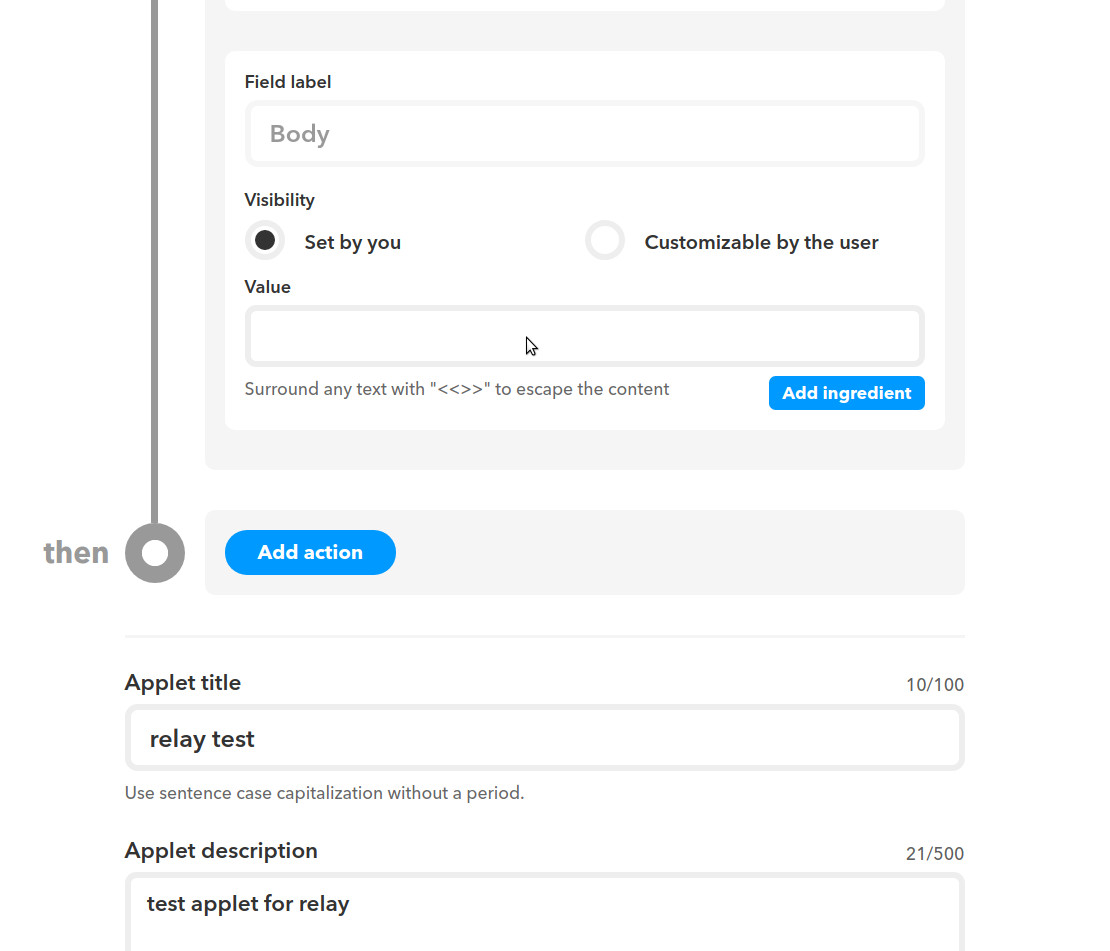 Field label
Body
Visibility
Set by you
Customizable by the user
Value
Surround any text with "<<>>" to escape the content
Add ingredient
then
Add action
Applet title
10/100
relay test
Use sentence case capitalization without a period.
Applet description
21/500
test applet for relay